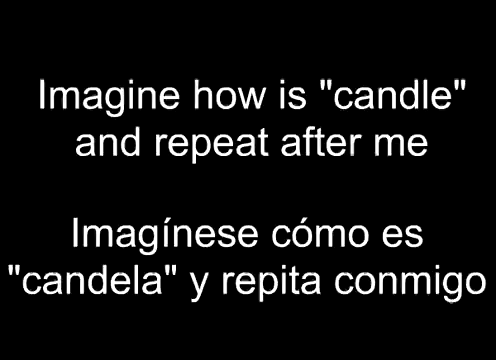 Imagine how is "candle"
and repeat after me
Imagínese cómo es
"candela" y repita conmigo